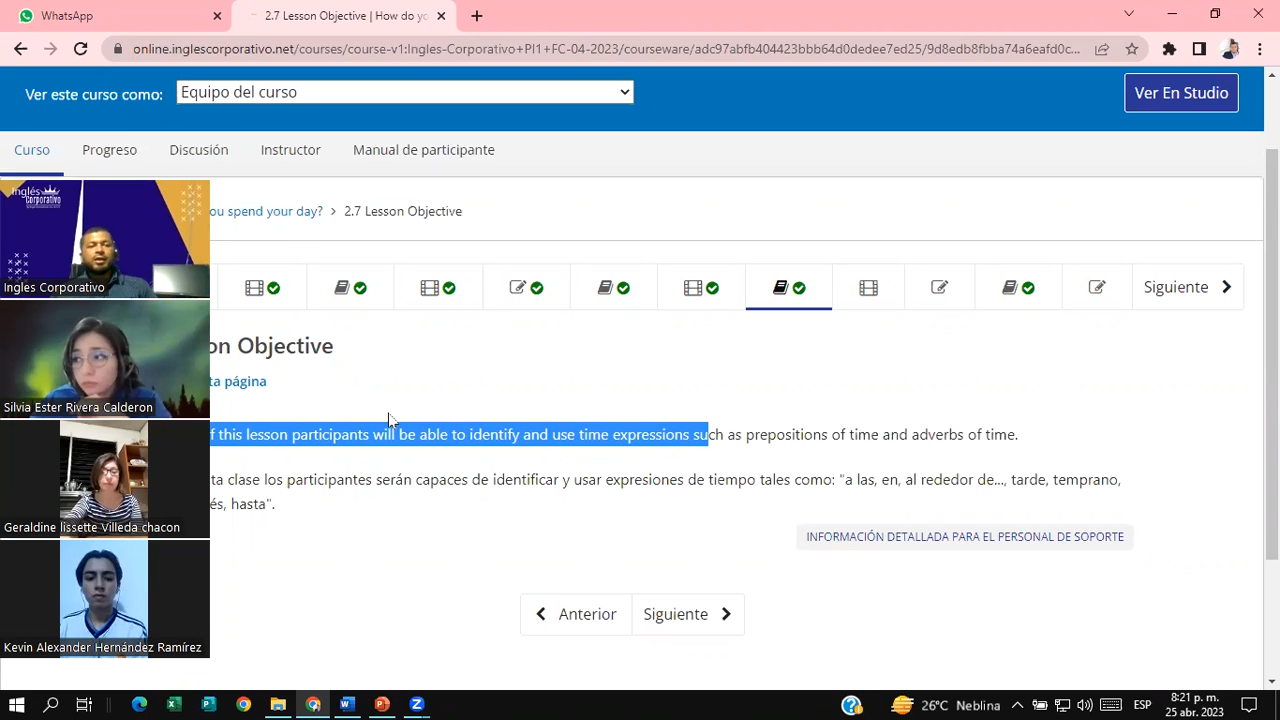 WhatsApp
2.7 Lesson Objective | How do yo
online.inglescorporativo.net/courses/course-v1:Ingles-Corporativo+PI1+FC-04-2023/courseware/adc97abfb404423bbb64d0dedee7ed25/9d8edb8fbba74a6eafd0c...
Ver este curso como:
Equipo del curso
Ver En Studio
Curso
Progreso
Discusión
Instructor
Manual de participante
ou spend your day? > 2.7 Lesson Objective
Siguiente
on Objective
ta página
f this lesson participants will be able to identify and use time expressions such as prepositions of time and adverbs of time.
ta clase los participantes serán capaces de identificar y usar expresiones de tiempo tales como: "a las, en, al rededor de..., tarde, temprano,
és, hasta".
INFORMACIÓN DETALLADA PARA EL PERSONAL DE SOPORTE
Anterior
Siguiente
Inglés
Corporativo
Ingles Corporativo
Silvia Ester Rivera Calderon
Geraldine lissette Villeda chacon
Kevin Alexander Hernández Ramírez
26°C Neblina
ESP
8:21 p. m.
25 abr. 2023